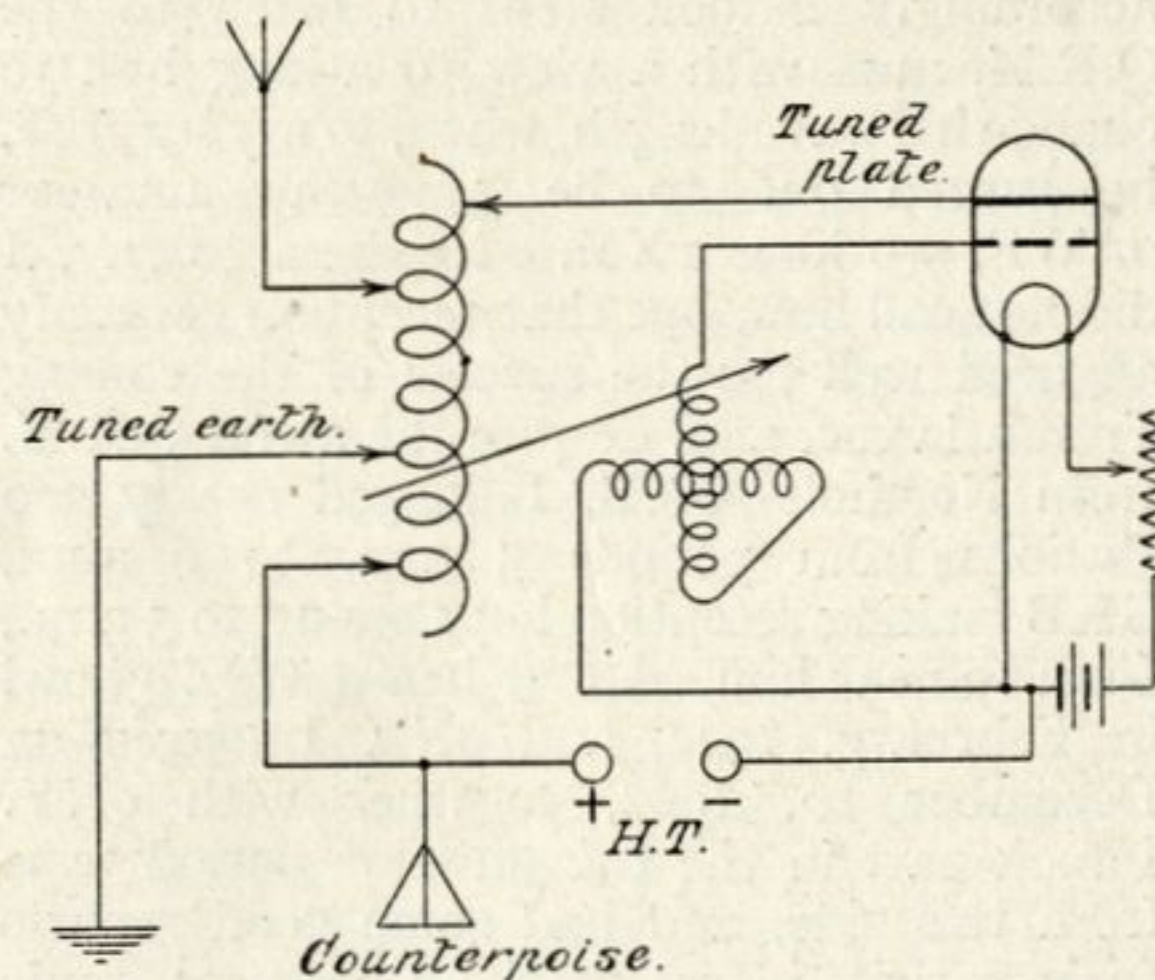 Tuned
plate.
Tuned earth.
+ −
H.T.
Counterpoise.